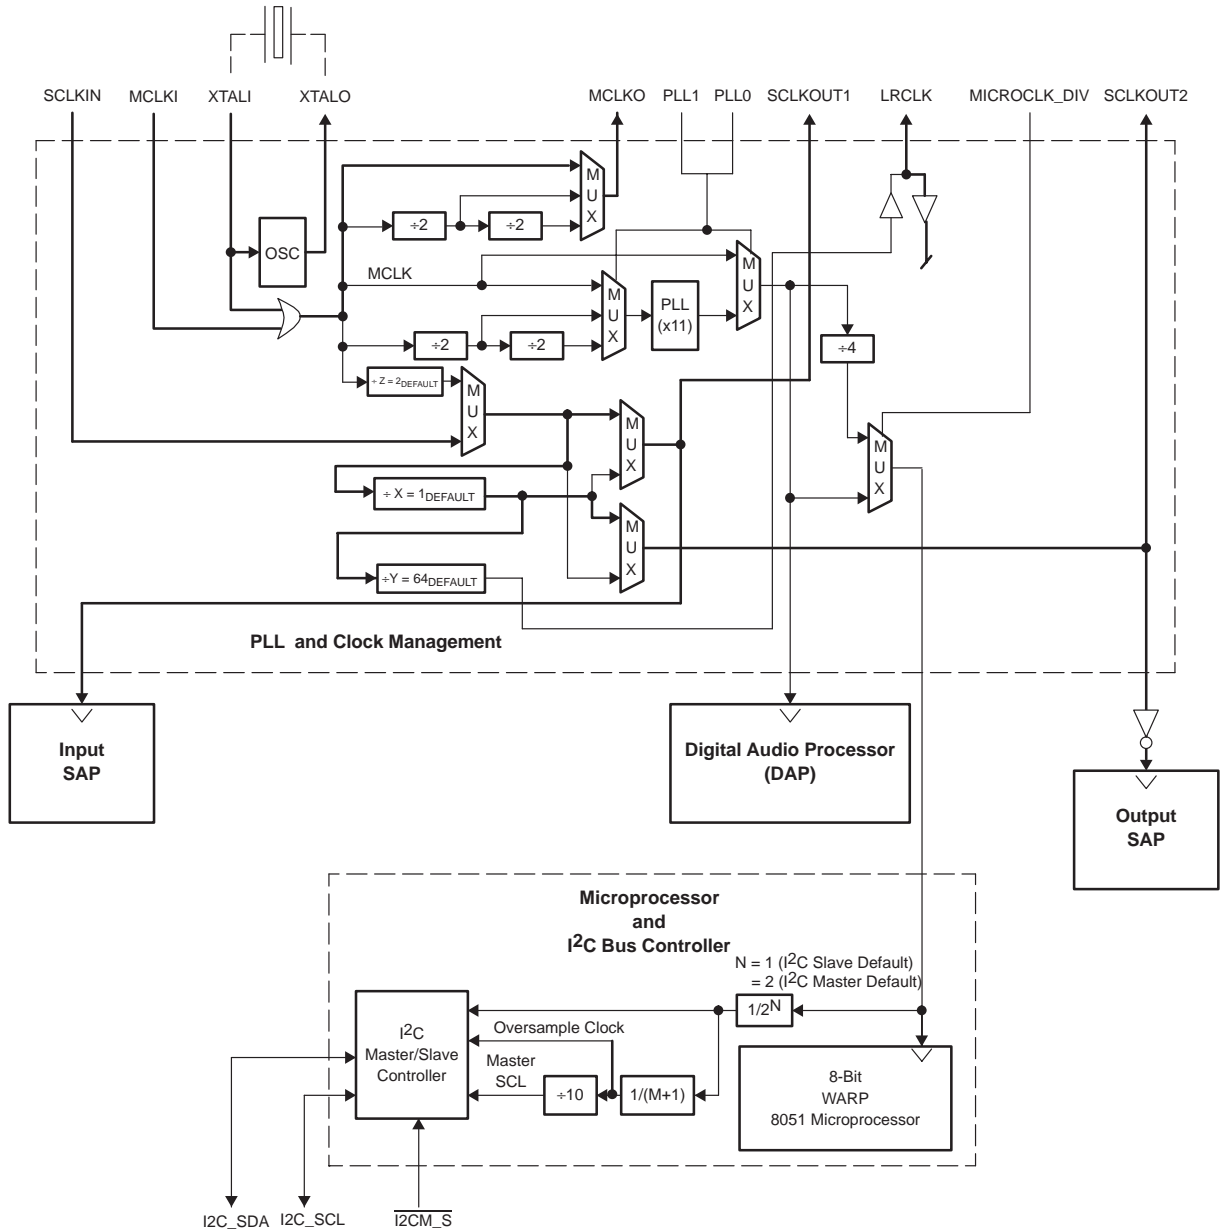 SCLKIN MCLKI XTALI XTALO MCLKO PLL1 PLL0 SCLKOUT1 LRCLK MICROCLK_DIV SCLKOUT2
M
U
X
÷2 ÷2
OSC
MCLK
M
U
X
PLL
(x11)
M
U
X
÷2 ÷2
÷4
÷ Z = 2DEFAULT
M
U
X
M
U
X
M
U
X
÷ X = 1DEFAULT
M
U
X
÷Y = 64DEFAULT
PLL and Clock Management
Input
SAP
Digital Audio Processor
(DAP)
Output
SAP
Microprocessor
and
I2C Bus Controller
N = 1 (I2C Slave Default)
= 2 (I2C Master Default)
1/2N
I2C
Master/Slave
Controller
Oversample Clock
Master
SCL
÷10
1/(M+1)
8-Bit
WARP
8051 Microprocessor
I2C_SDA I2C_SCL I2CM_S